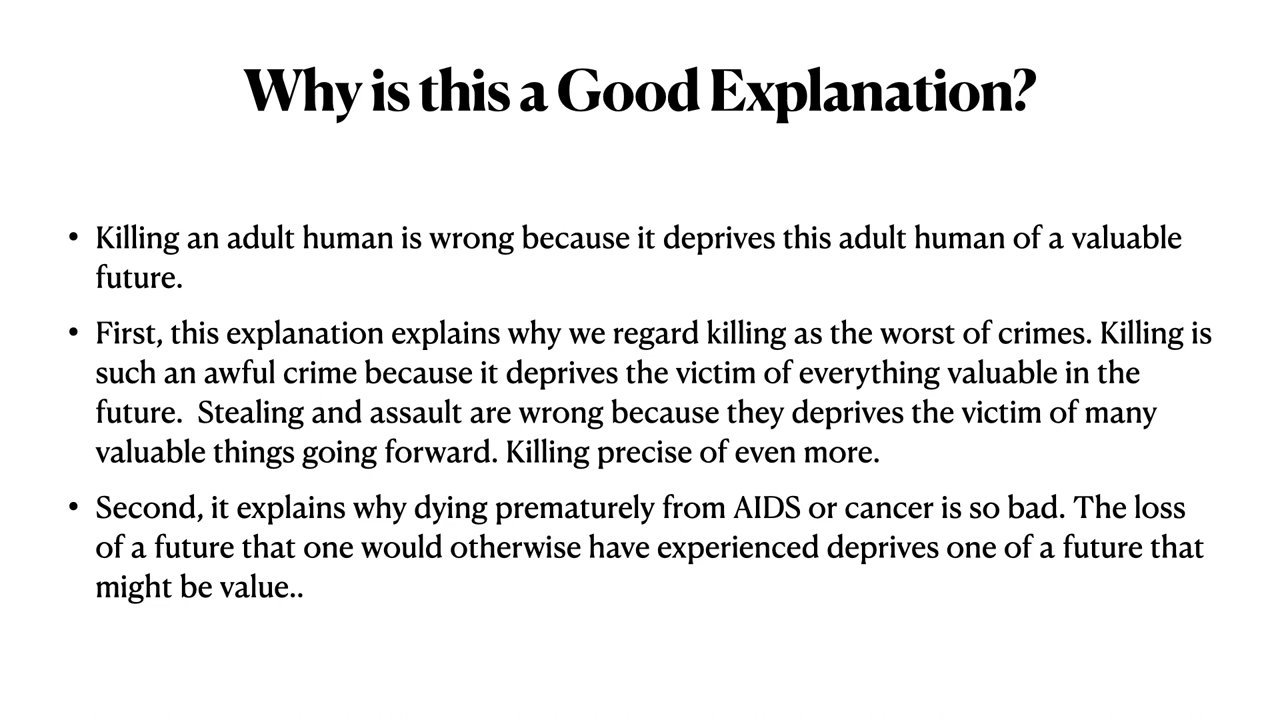 Why is this a Good Explanation?
• Killing an adult human is wrong because it deprives this adult human of a valuable
future.
• First, this explanation explains why we regard killing as the worst of crimes. Killing is
such an awful crime because it deprives the victim of everything valuable in the
future.  Stealing and assault are wrong because they deprives the victim of many
valuable things going forward. Killing precise of even more.
• Second, it explains why dying prematurely from AIDS or cancer is so bad. The loss
of a future that one would otherwise have experienced deprives one of a future that
might be value..